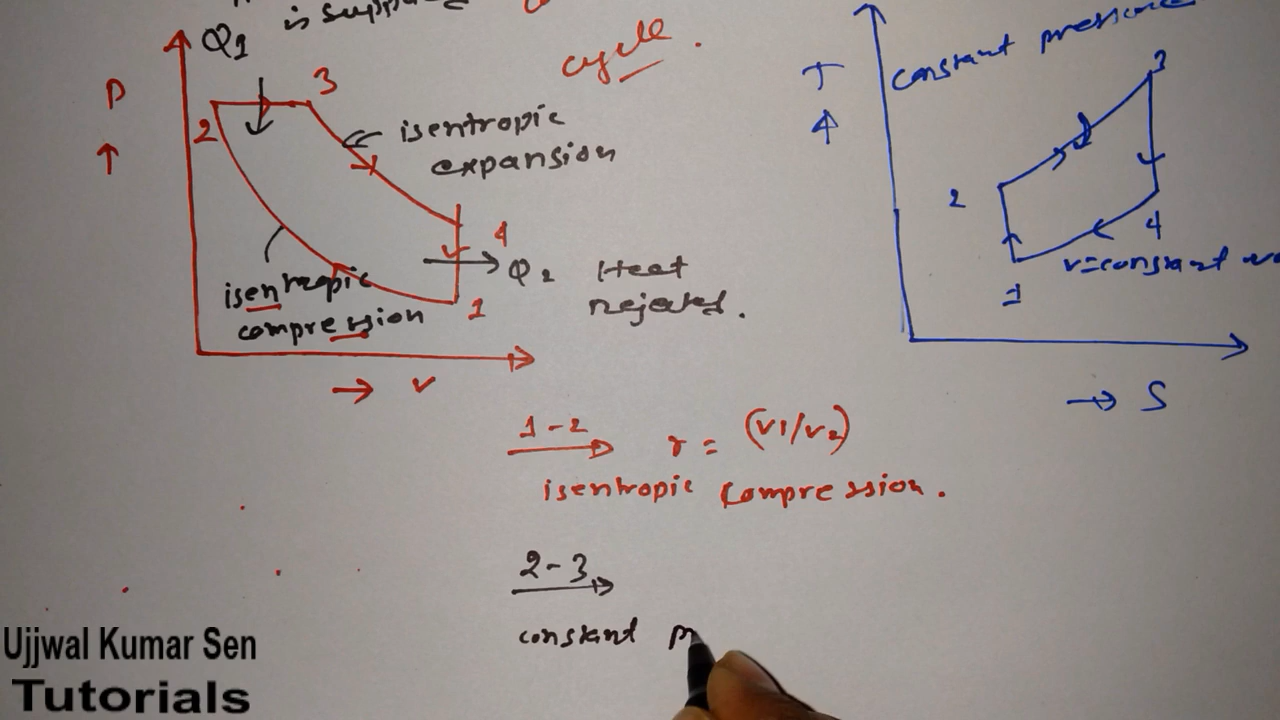 is
Q1
cycle.
P
3
2
isentropic
expansion
4
Q2 Heat
rejected.
isentropic
compression
1
v
T
constant pressure
3
2
4
v=constant
1
S
1-2
r = (v1/v2)
isentropic compression.
2-3
constant
Ujjwal Kumar Sen
Tutorials